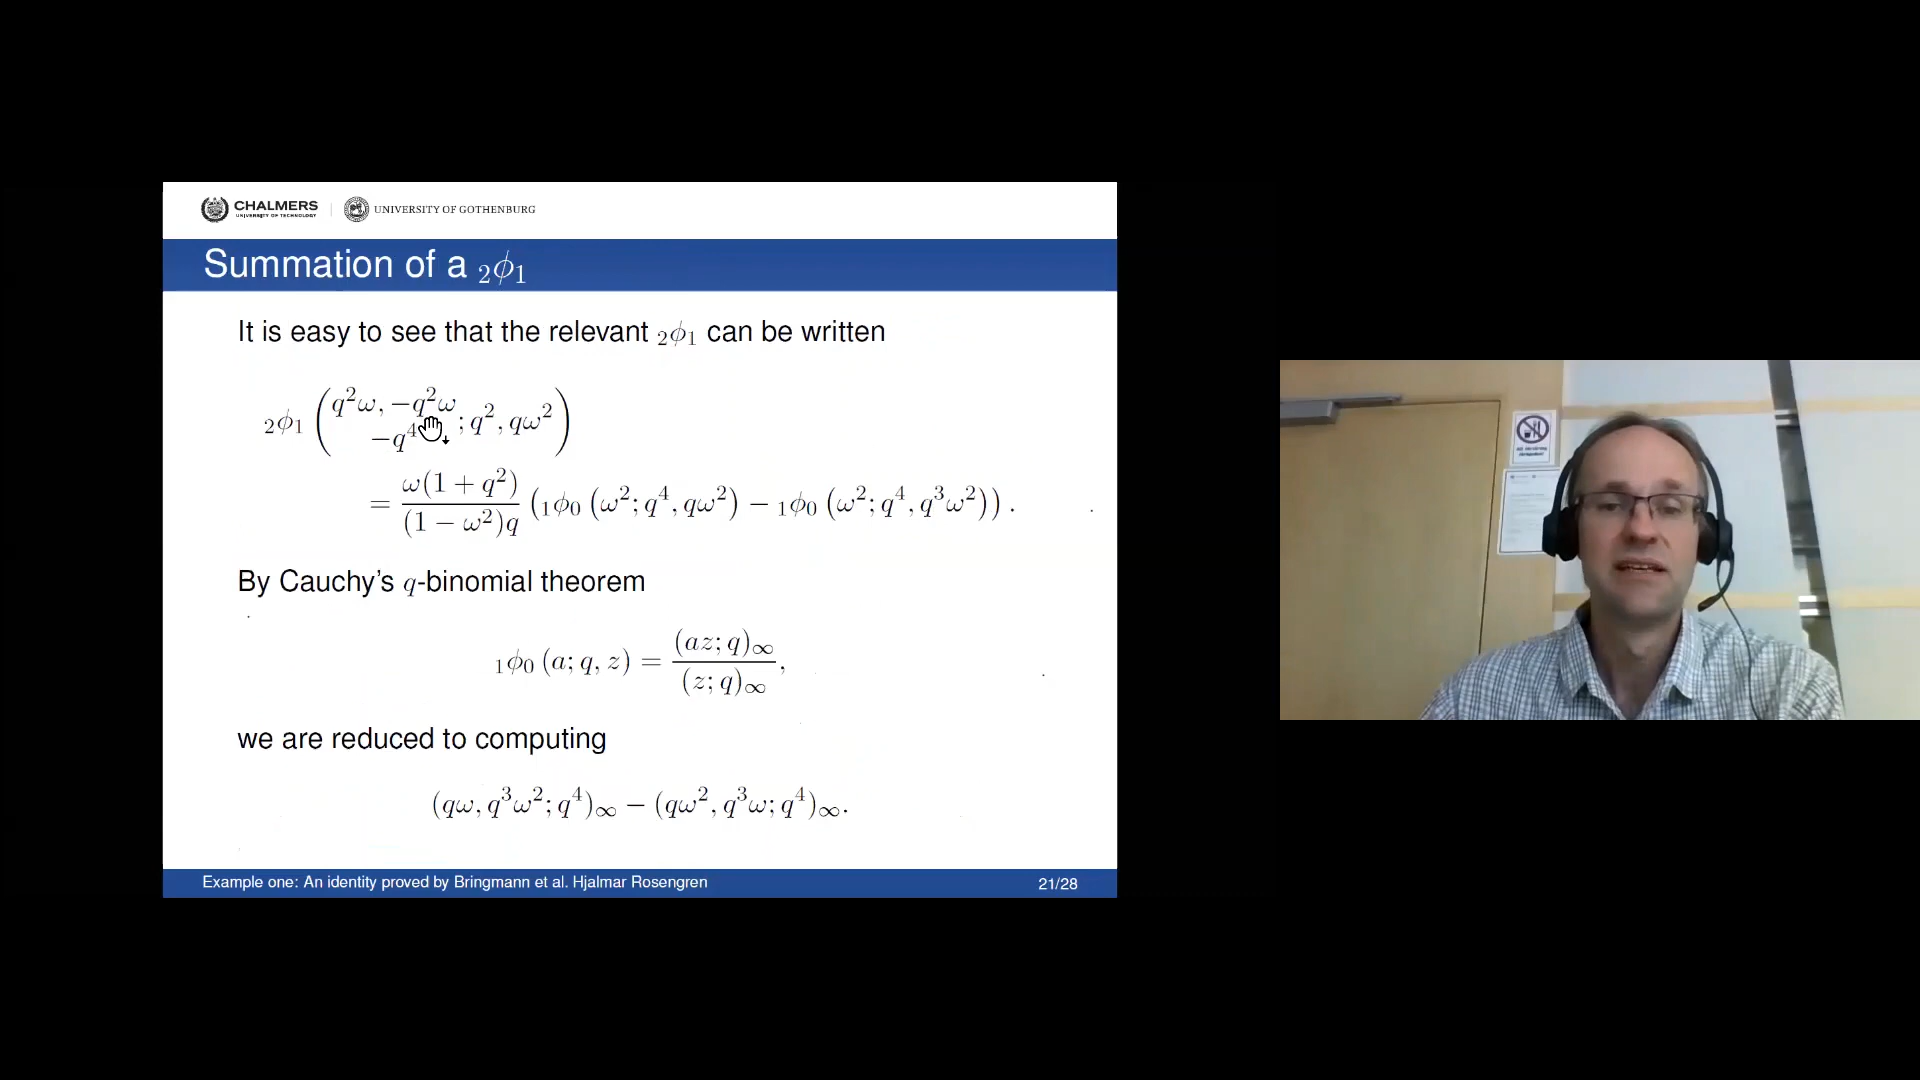 CHALMERS
UNIVERSITY OF TECHNOLOGY
UNIVERSITY OF GOTHENBURG
Summation of a ₂ϕ₁
It is easy to see that the relevant ₂ϕ₁ can be written
₂ϕ₁ (q²ω, −q²ω
−q⁴ ; q², qω²)
= ω(1 + q²) / (1 − ω²)q (₁ϕ₀ (ω²; q⁴, qω²) − ₁ϕ₀ (ω²; q⁴, q³ω²)) .
By Cauchy's q-binomial theorem
₁ϕ₀ (a; q, z) = (az; q)∞ / (z; q)∞ ,
we are reduced to computing
(qω, q³ω²; q⁴)∞ − (qω², q³ω; q⁴)∞.
Example one: An identity proved by Bringmann et al. Hjalmar Rosengren
21/28